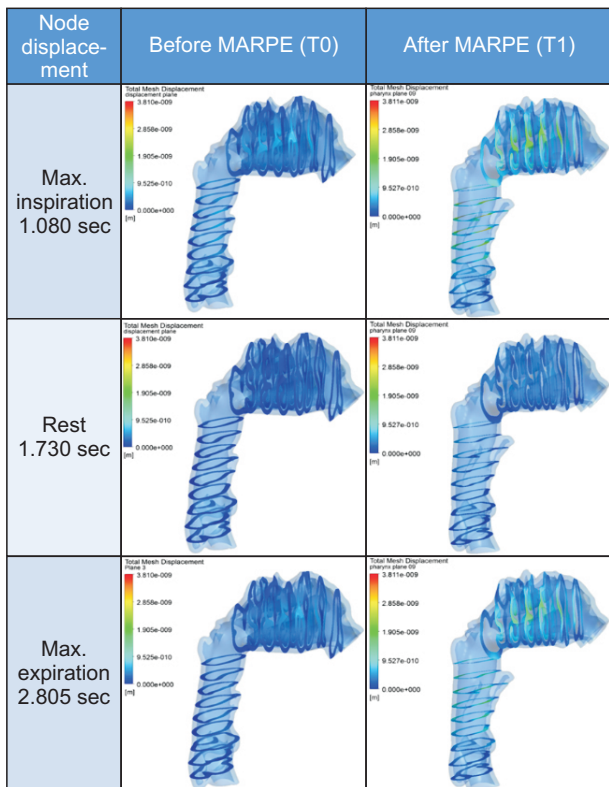 Node
displace-
ment
Before MARPE (T0)
After MARPE (T1)
Max.
inspiration
1.080 sec
Total Mesh Displacement
displacement plane
3.810e-009
2.858e-009
1.905e-009
9.525e-010
0.000e+000
[m]
Total Mesh Displacement
pharynx plane 09
3.811e-009
2.858e-009
1.905e-009
9.527e-010
0.000e+000
[m]
Rest
1.730 sec
Total Mesh Displacement
displacement plane
3.810e-009
2.858e-009
1.905e-009
9.525e-010
0.000e+000
[m]
Total Mesh Displacement
pharynx plane 09
3.811e-009
2.858e-009
1.905e-009
9.527e-010
0.000e+000
[m]
Max.
expiration
2.805 sec
Total Mesh Displacement
Plane 3
3.810e-009
2.858e-009
1.905e-009
9.525e-010
0.000e+000
[m]
Total Mesh Displacement
pharynx plane 09
3.811e-009
2.858e-009
1.905e-009
9.527e-010
0.000e+000
[m]